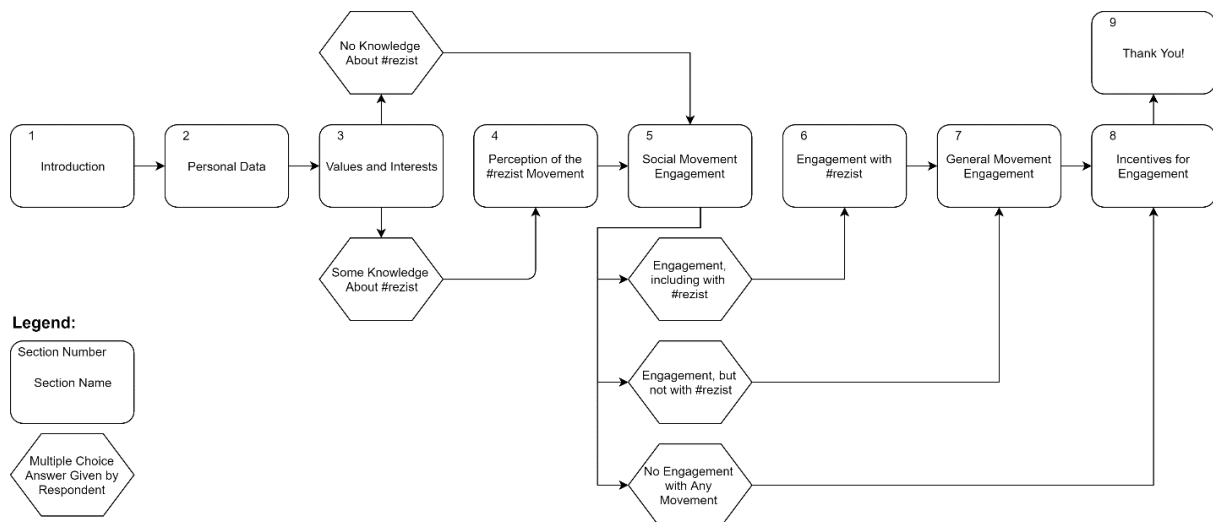 No Knowledge
About #rezist
9
Thank You!
1
Introduction
2
Personal Data
3
Values and Interests
4
Perception of the
#rezist Movement
5
Social Movement
Engagement
6
Engagement with
#rezist
7
General Movement
Engagement
8
Incentives for
Engagement
Some Knowledge
About #rezist
Engagement,
including with
#rezist
Engagement, but
not with #rezist
No Engagement
with Any
Movement
Legend:
Section Number
Section Name
Multiple Choice
Answer Given by
Respondent